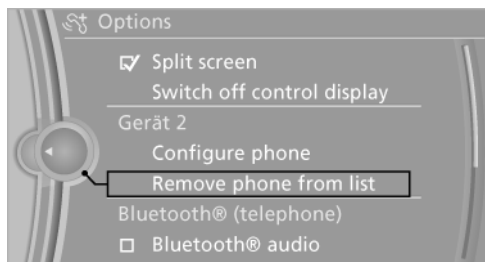 Options
Split screen
Switch off control display
Gerät 2
Configure phone
Remove phone from list
Bluetooth® (telephone)
Bluetooth® audio